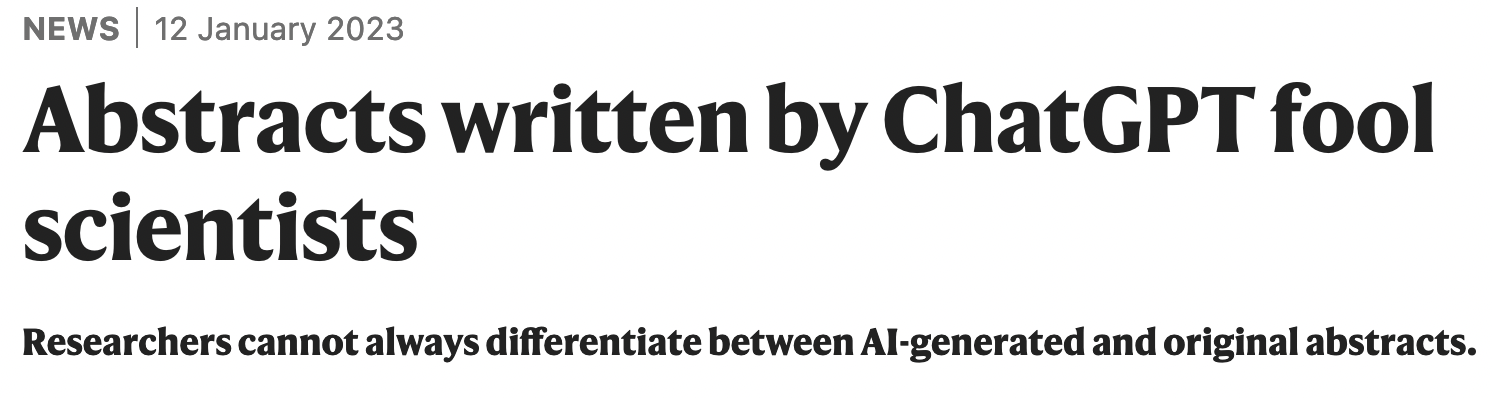 NEWS | 12 January 2023
Abstracts written by ChatGPT fool
scientists
Researchers cannot always differentiate between AI-generated and original abstracts.